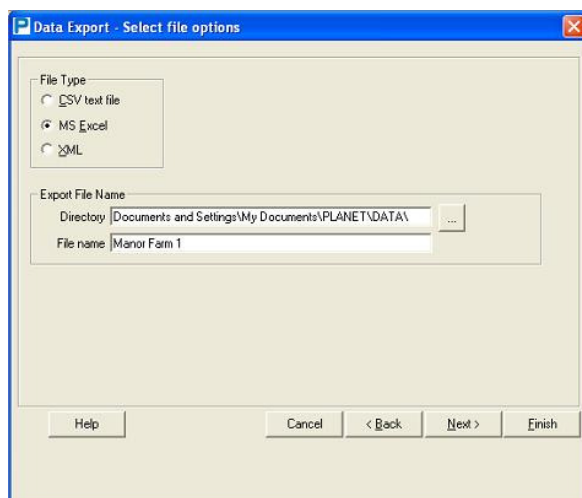 P Data Export - Select file options
File Type
CSV text file
MS Excel
XML
Export File Name
Directory Documents and Settings\My Documents\PLANET\DATA\ ...
File name Manor Farm 1
Help Cancel < Back Next > Finish